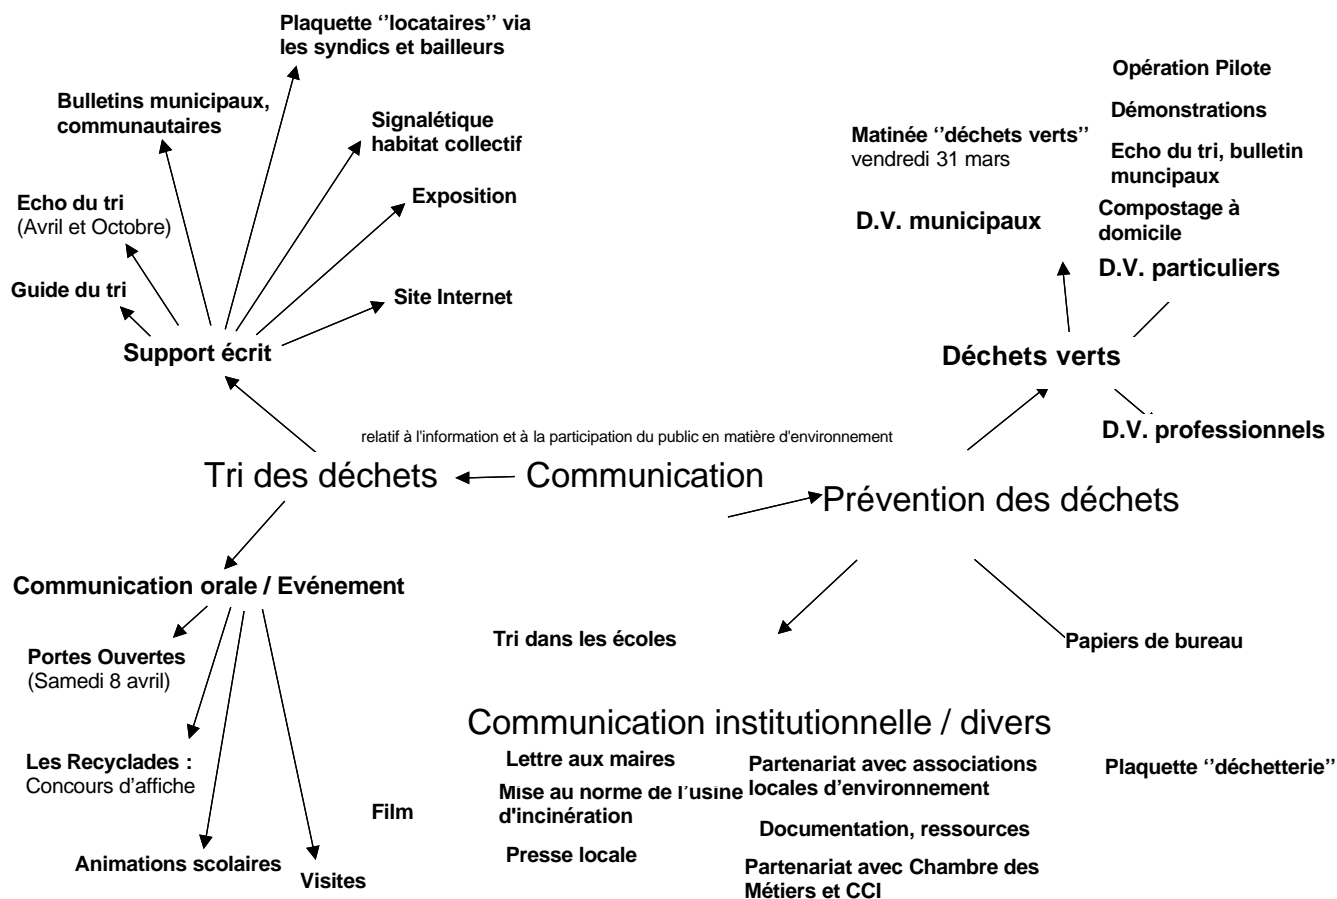 Plaquette ‘’locataires’’ via
les syndics et bailleurs
Bulletins municipaux,
communautaires
Signalétique
habitat collectif
Echo du tri
(Avril et Octobre)
Exposition
Guide du tri
Site Internet
Support écrit
Opération Pilote
Démonstrations
Matinée ‘’déchets verts’’
vendredi 31 mars
Echo du tri, bulletin
muncipaux
D.V. municipaux
Compostage à
domicile
D.V. particuliers
Déchets verts
D.V. professionnels
relatif à l'information et à la participation du public en matière d'environnement
Tri des déchets
Communication
Prévention des déchets
Communication orale / Evénement
Portes Ouvertes
(Samedi 8 avril)
Les Recyclades :
Concours d’affiche
Animations scolaires
Visites
Film
Tri dans les écoles
Papiers de bureau
Communication institutionnelle / divers
Lettre aux maires
Mise au norme de l’usine
d'incinération
Presse locale
Partenariat avec associations
locales d’environnement
Documentation, ressources
Partenariat avec Chambre des
Métiers et CCI
Plaquette ‘’déchetterie’’